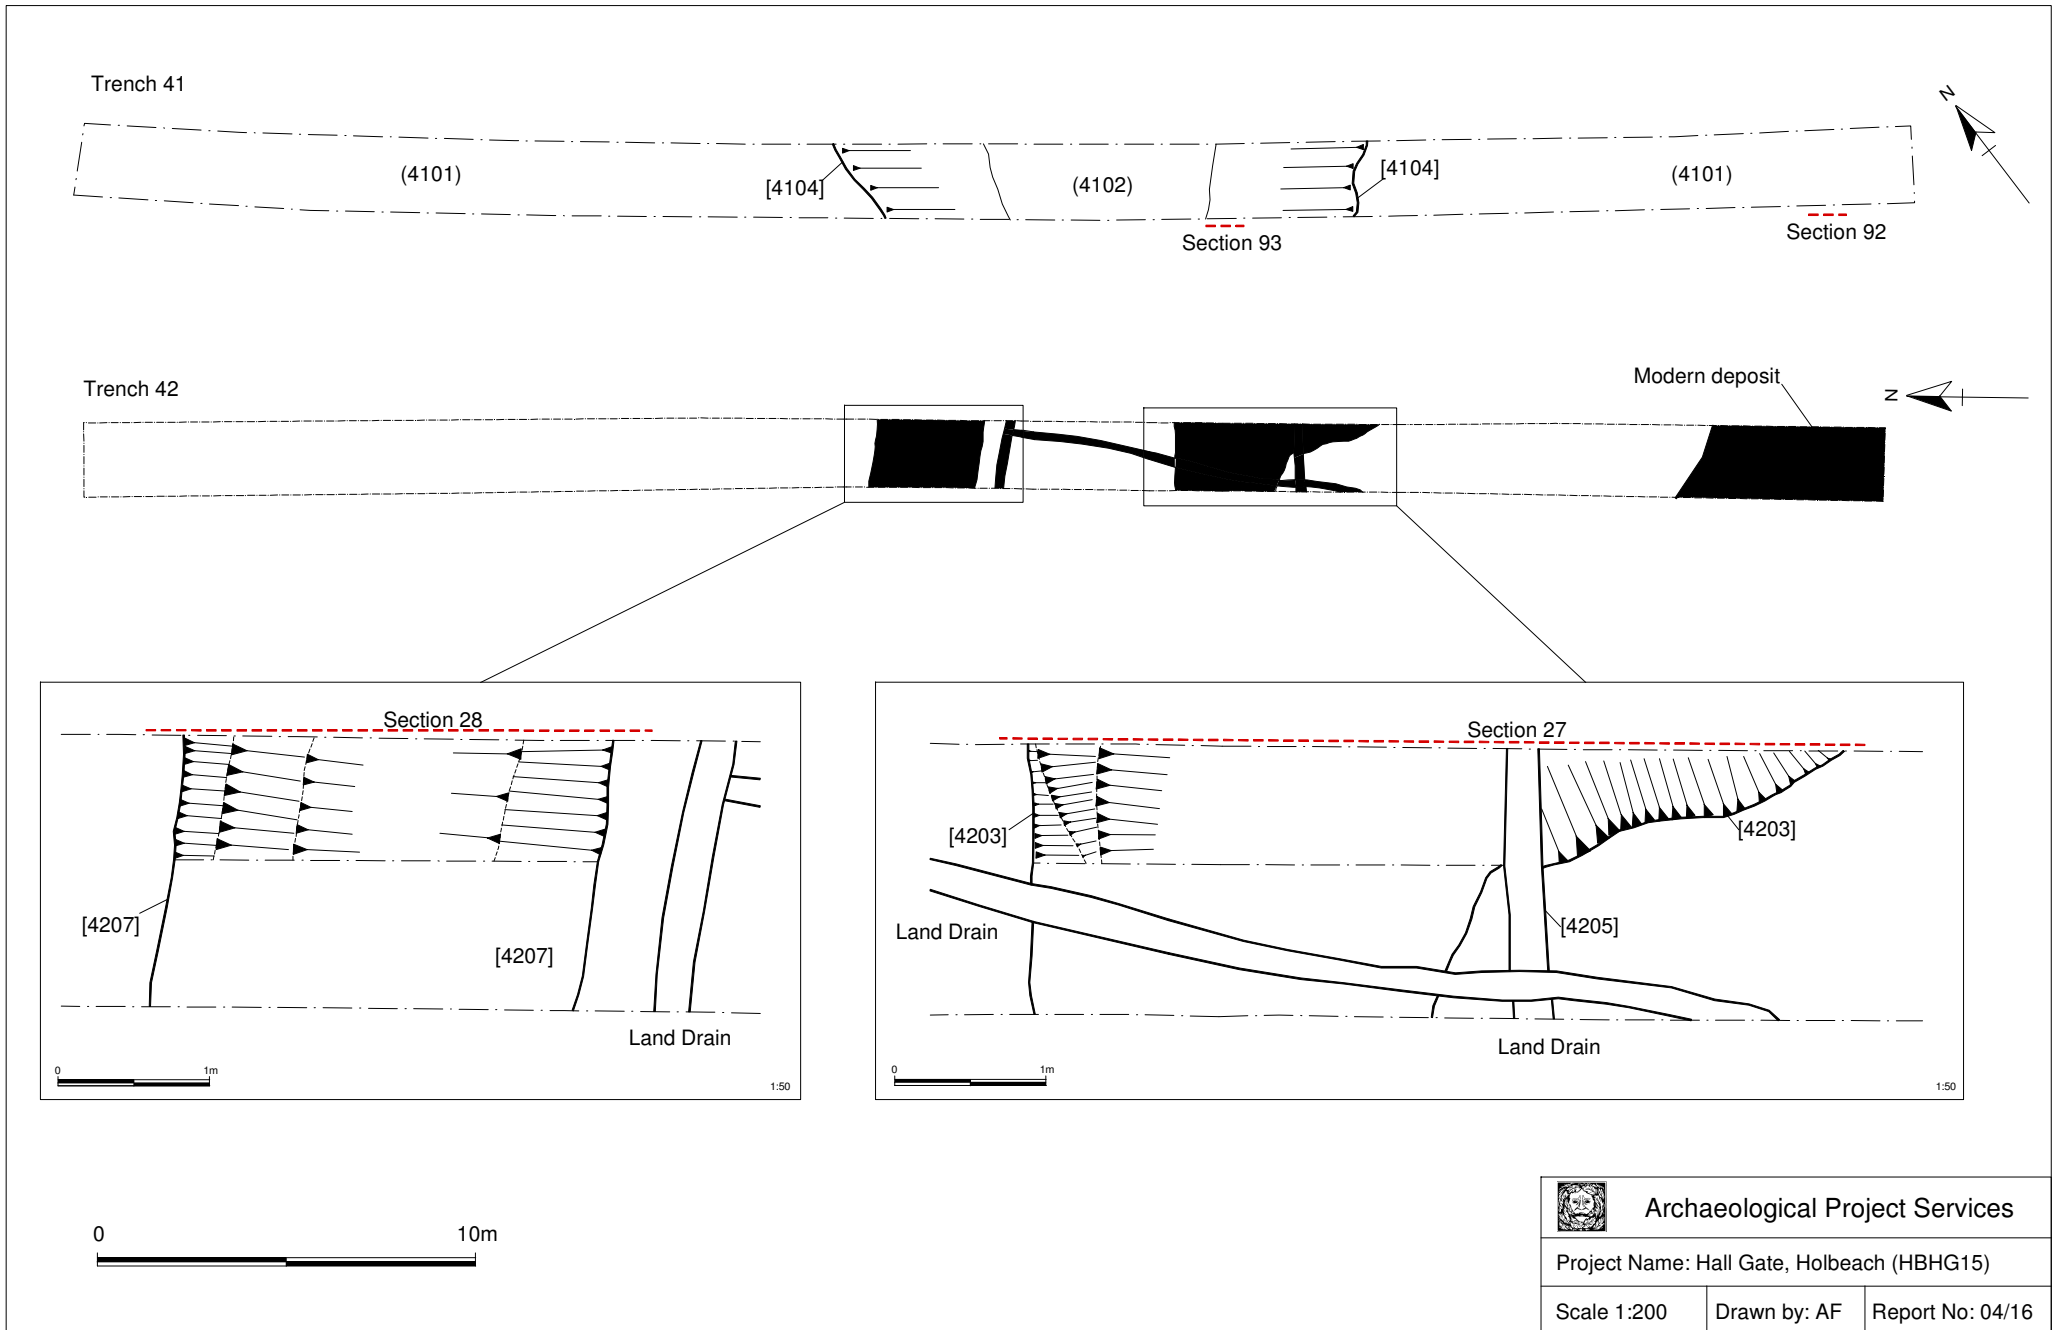 Trench 41
N
(4101)
[4104]
(4102)
[4104]
(4101)
Section 93
Section 92
Trench 42
Modern deposit
N
Section 28
[4207]
[4207]
Land Drain
0 1m
1:50
Section 27
[4203]
[4203]
Land Drain
[4205]
Land Drain
0 1m
1:50
0 10m
Archaeological Project Services
Project Name: Hall Gate, Holbeach (HBHG15)
Scale 1:200 Drawn by: AF Report No: 04/16